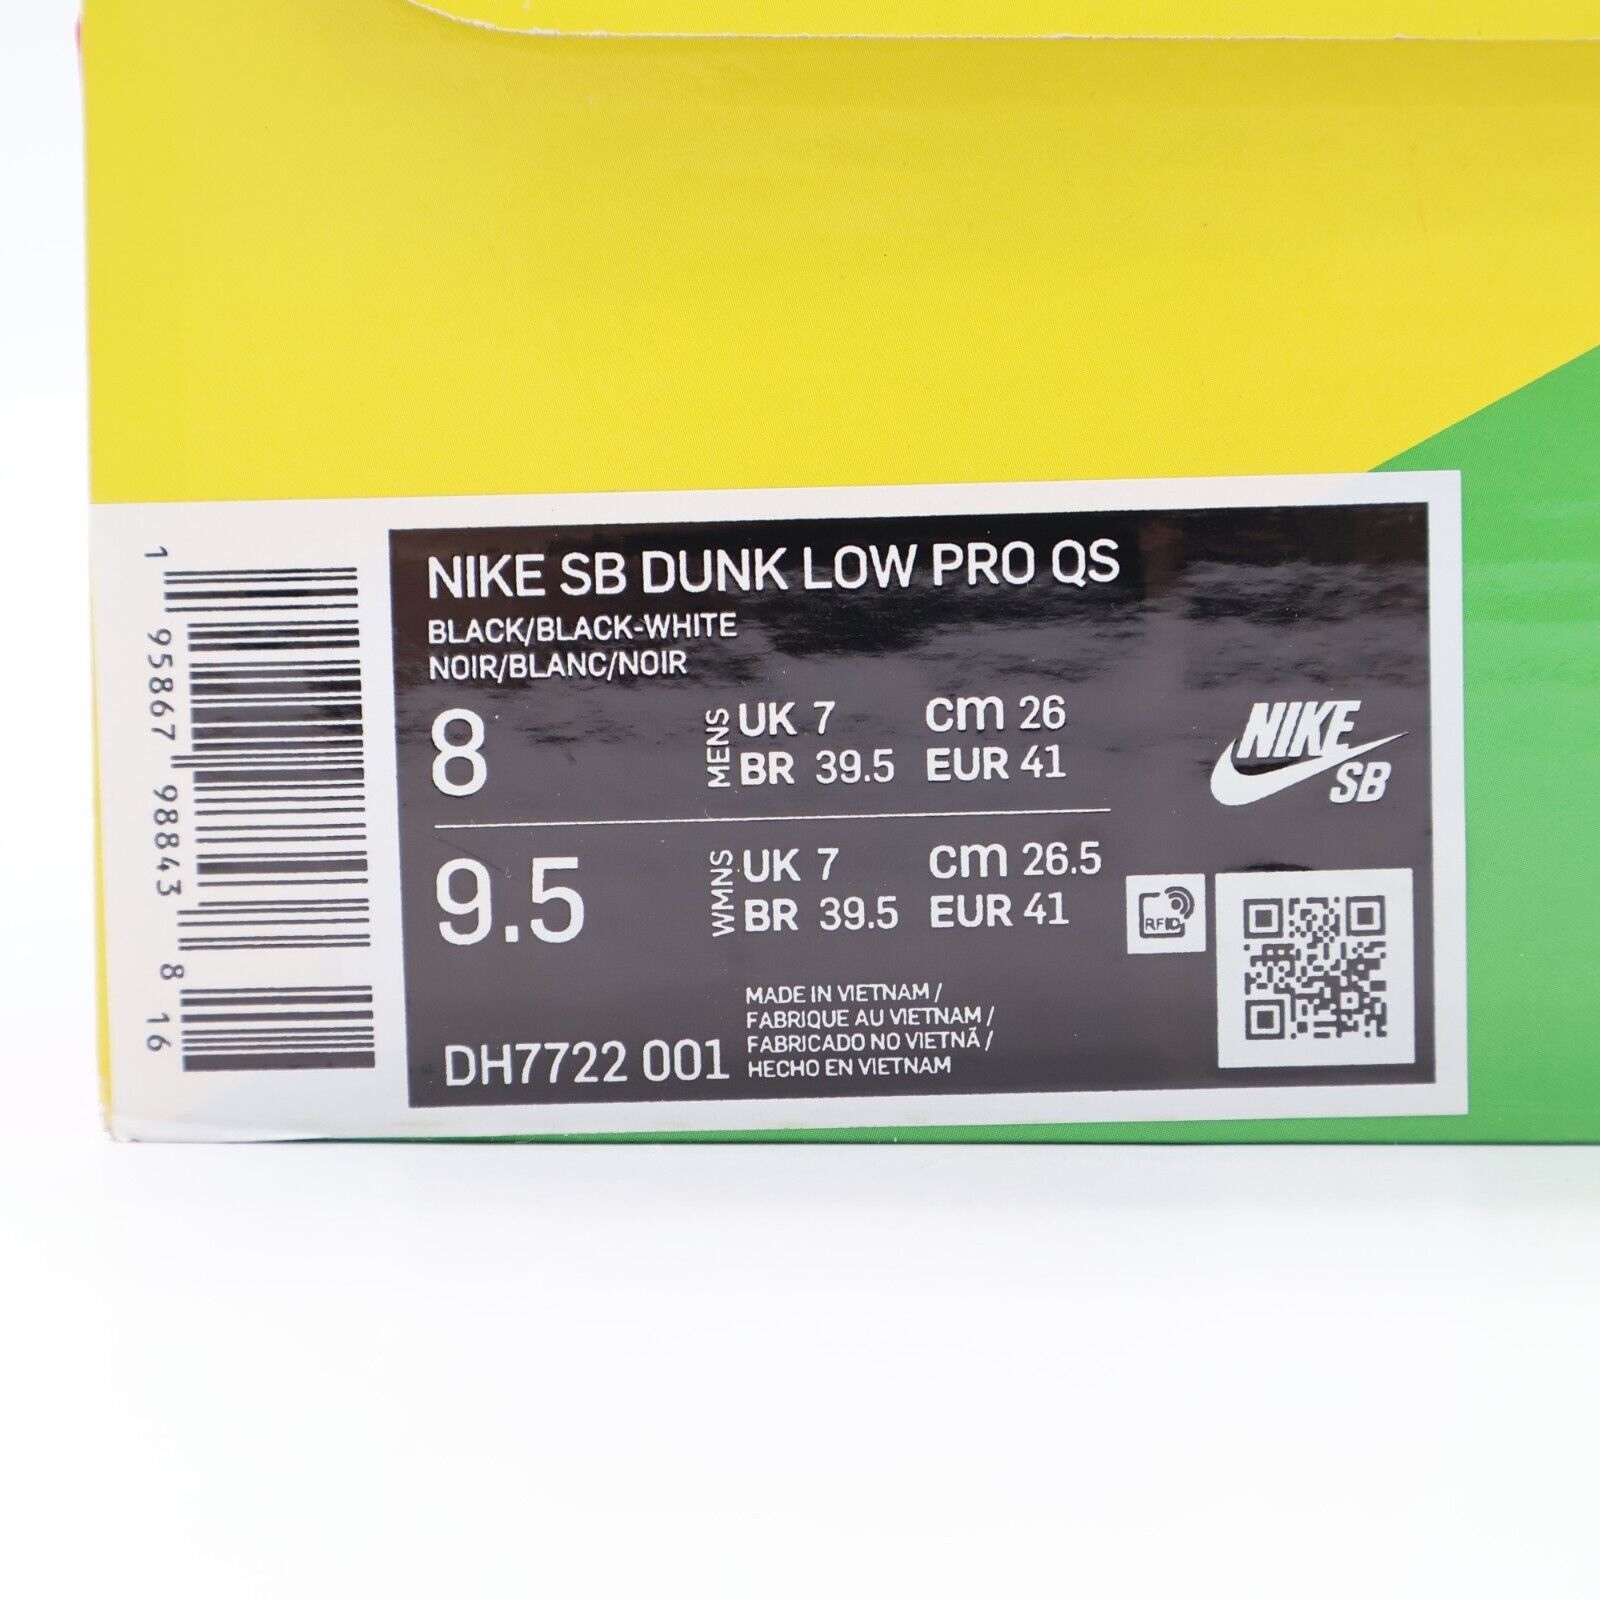 NIKE SB DUNK LOW PRO QS
BLACK/BLACK-WHITE
NOIR/BLANC/NOIR
8
MENS
UK 7 cm 26
BR 39.5 EUR 41
9.5
WMNS
UK 7 cm 26.5
BR 39.5 EUR 41
NIKE
SB
RFID
DH7722 001
MADE IN VIETNAM /
FABRIQUE AU VIETNAM /
FABRICADO NO VIETNÃ /
HECHO EN VIETNAM
1 95867 98843 8 16